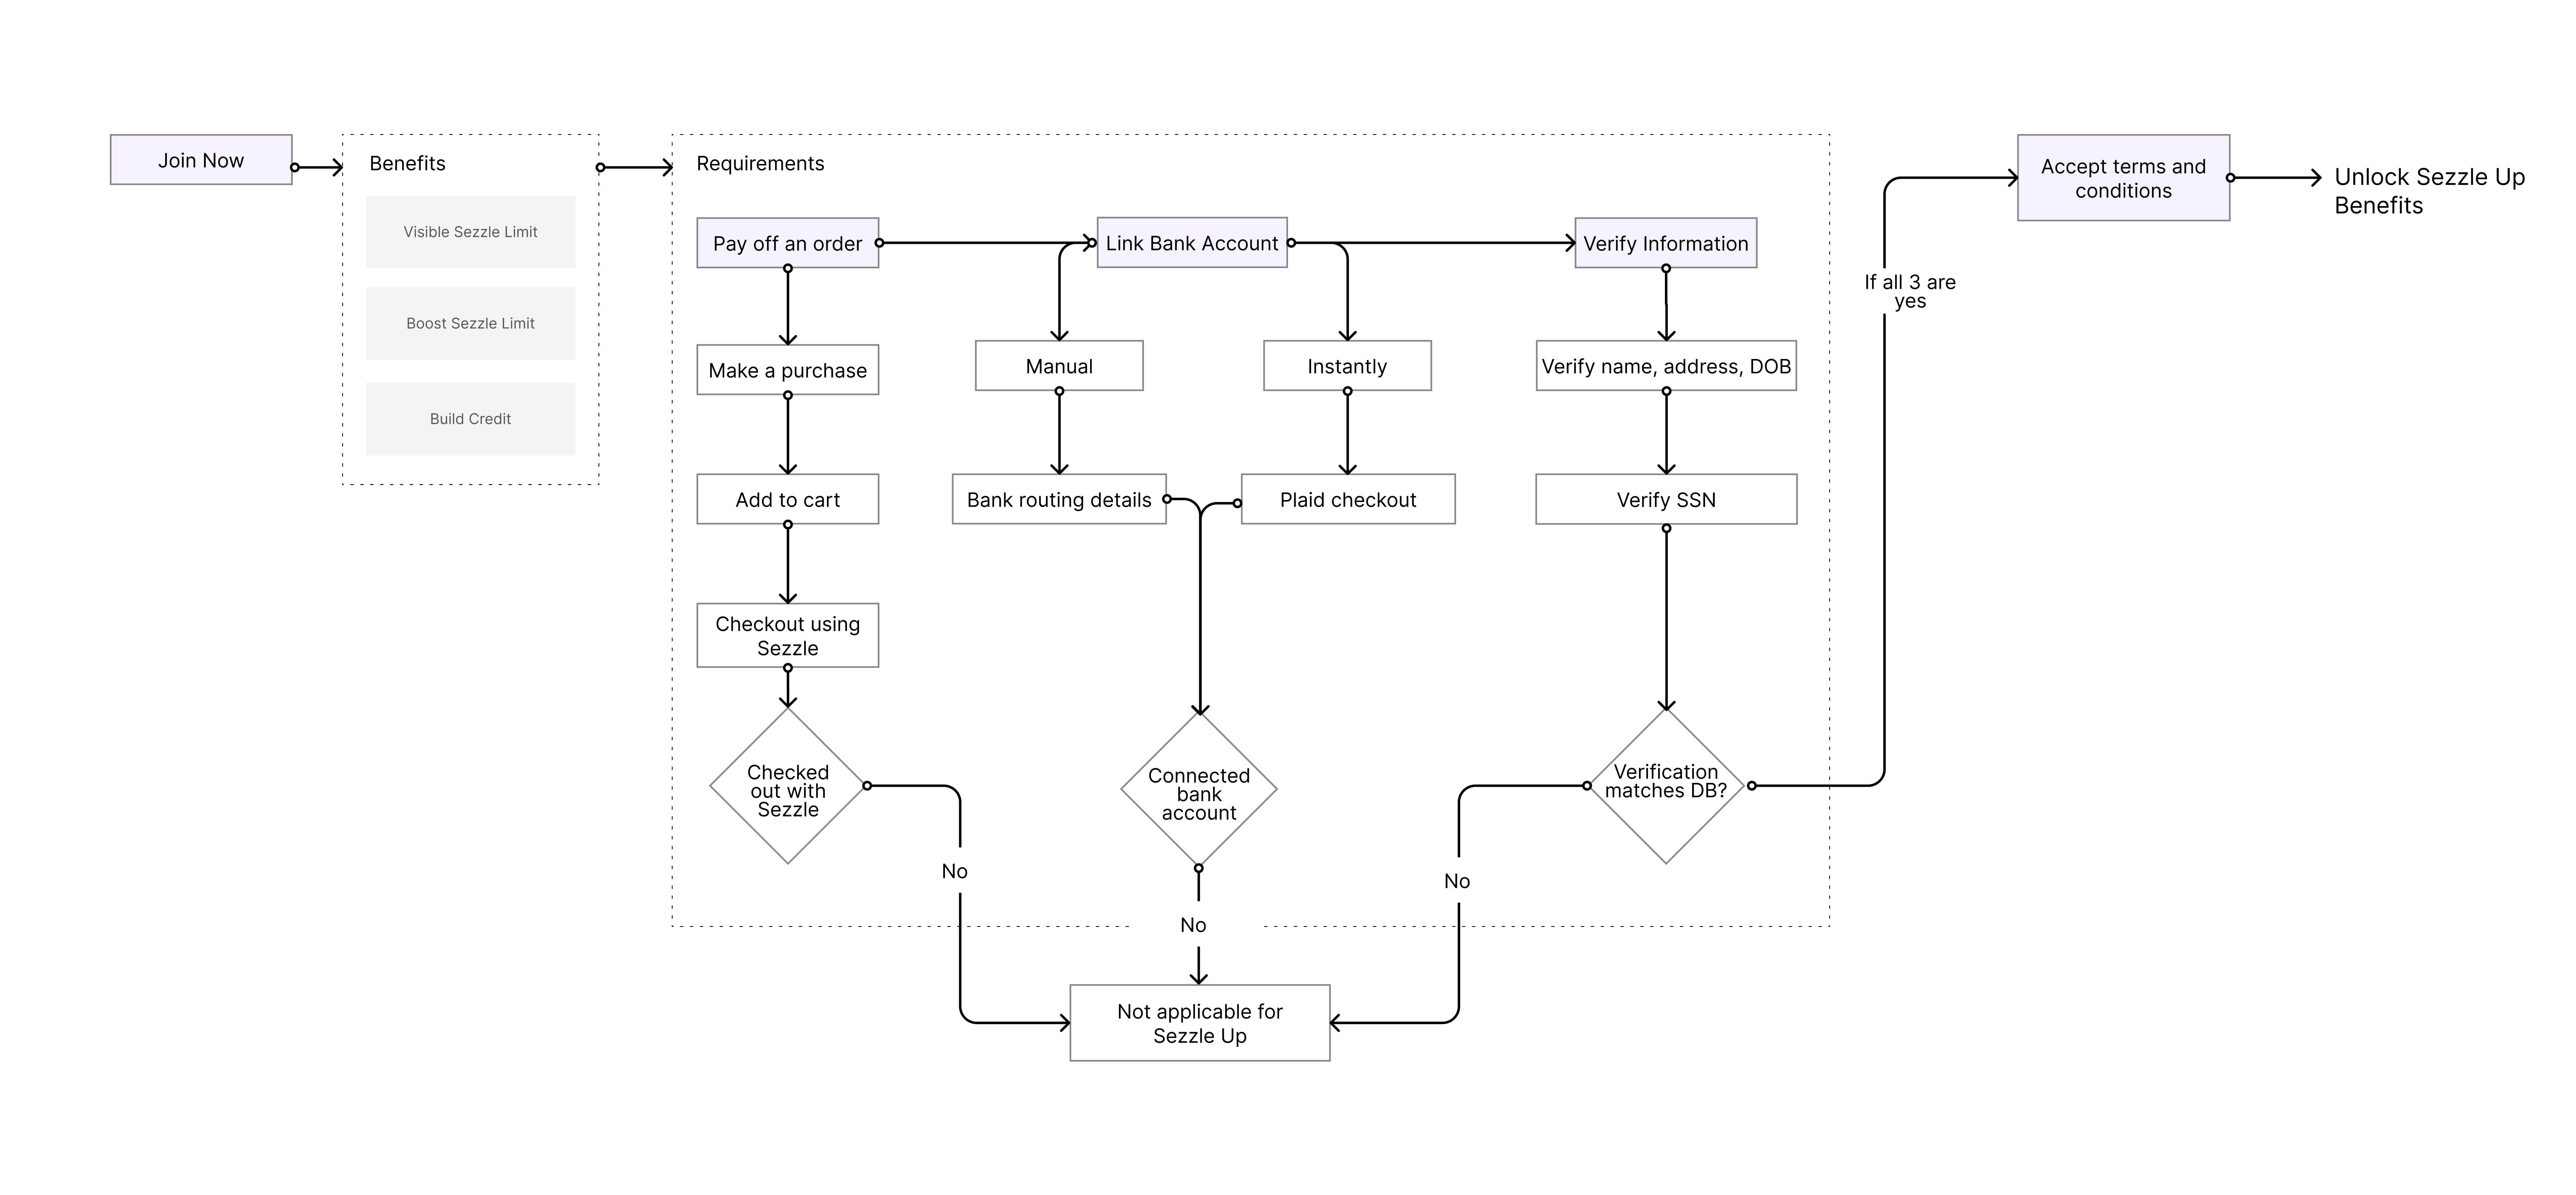 Join Now
Benefits
Visible Sezzle Limit
Boost Sezzle Limit
Build Credit
Requirements
Pay off an order
Link Bank Account
Verify Information
Make a purchase
Manual
Instantly
Verify name, address, DOB
Add to cart
Bank routing details
Plaid checkout
Verify SSN
Checkout using
Sezzle
Checked
out with
Sezzle
Connected
bank
account
Verification
matches DB?
No
No
No
Not applicable for
Sezzle Up
If all 3 are
yes
Accept terms and
conditions
Unlock Sezzle Up
Benefits